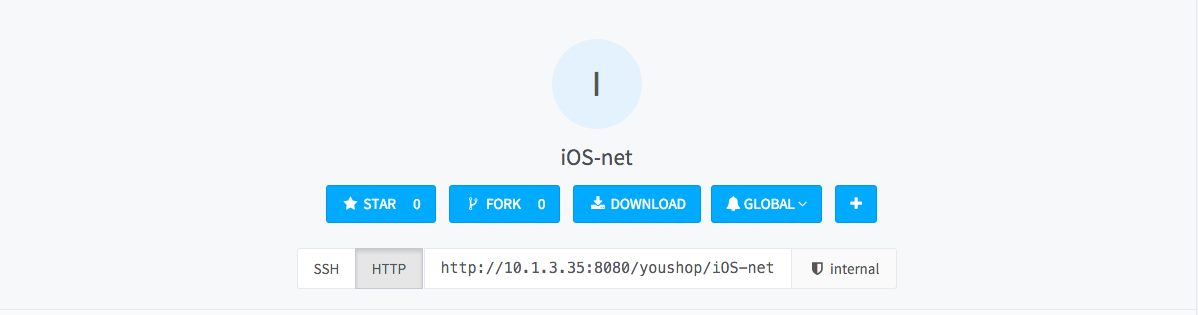 I
iOS-net
STAR 0 FORK 0 DOWNLOAD GLOBAL
SSH HTTP http://10.1.3.35:8080/youshop/iOS-net internal